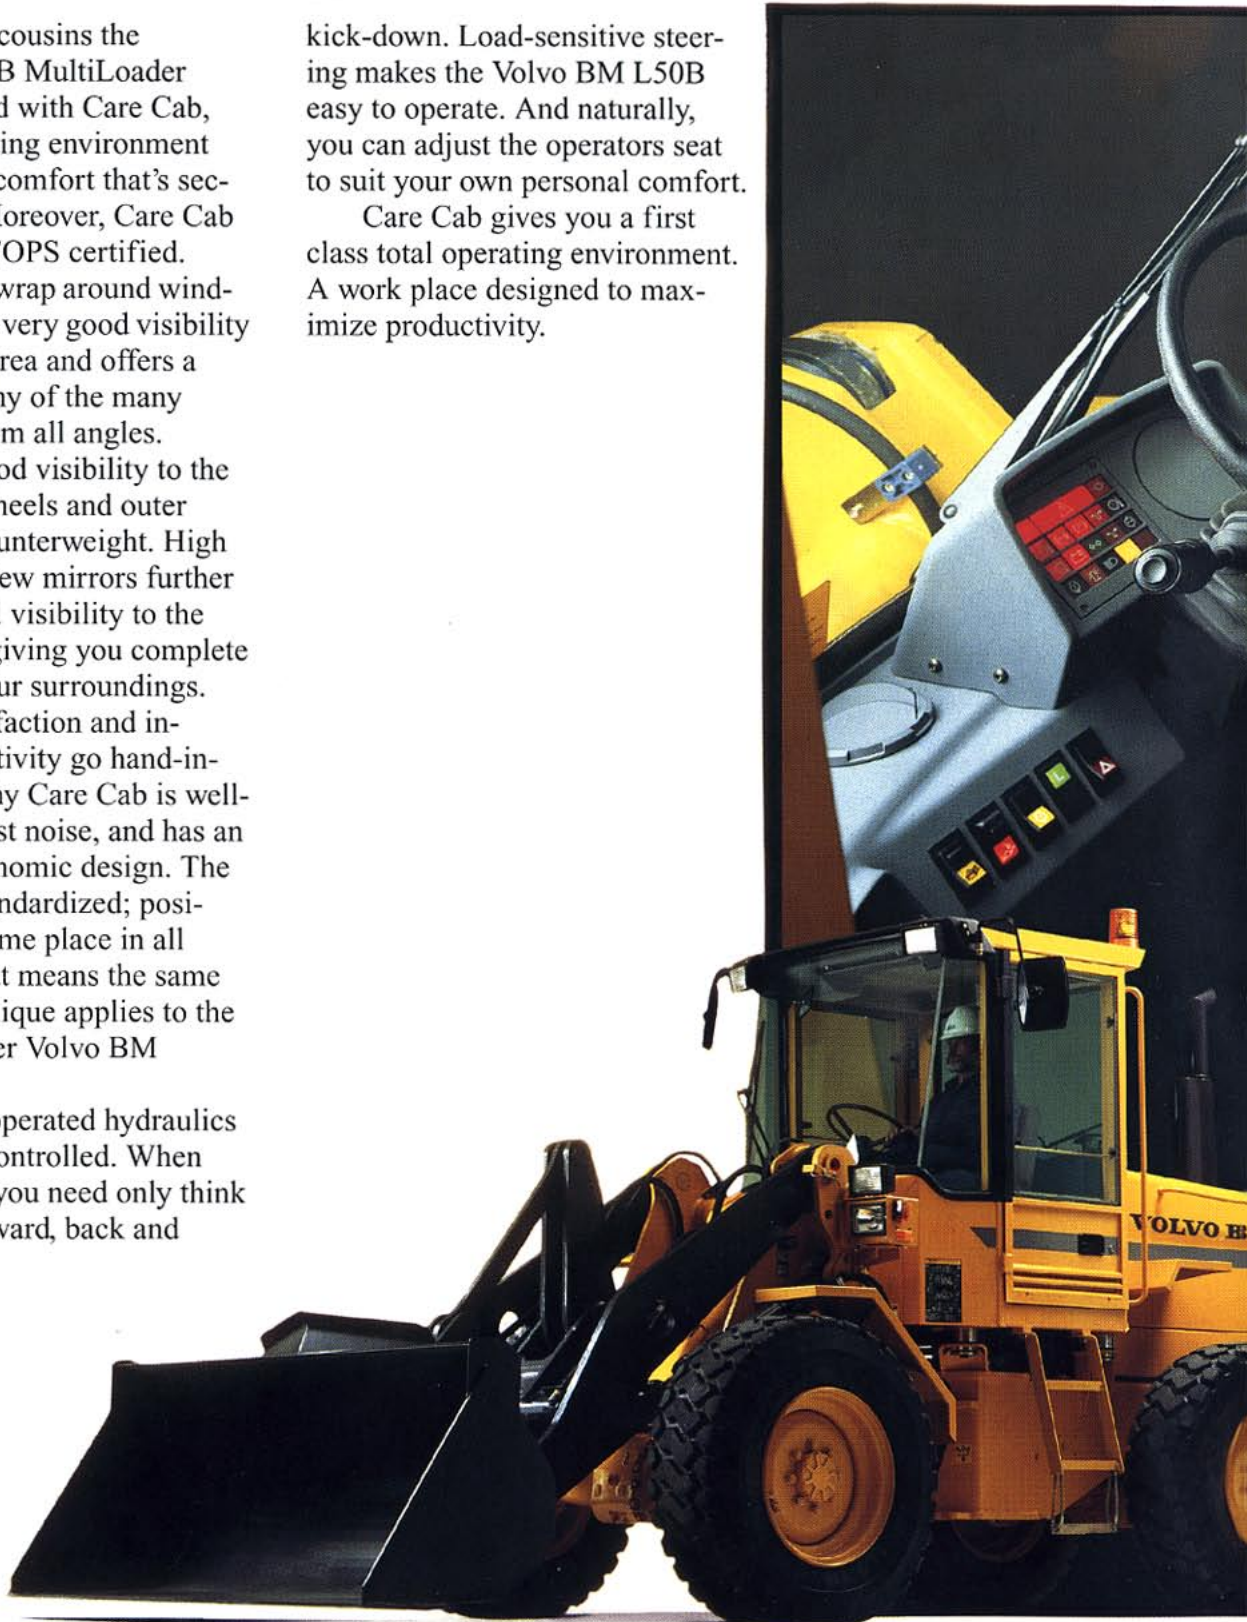 cousins the
B MultiLoader
d with Care Cab,
ing environment
comfort that's sec-
oreover, Care Cab
OPS certified.
wrap around wind-
very good visibility
rea and offers a
ny of the many
m all angles.
od visibility to the
heels and outer
unterweight. High
ew mirrors further
visibility to the
giving you complete
ur surroundings.
faction and in-
tivity go hand-in-
ny Care Cab is well-
st noise, and has an
nomic design. The
ndardized; posi-
me place in all
t means the same
ique applies to the
er Volvo BM
operated hydraulics
ontrolled. When
you need only think
ward, back and
kick-down. Load-sensitive steer-
ing makes the Volvo BM L50B
easy to operate. And naturally,
you can adjust the operators seat
to suit your own personal comfort.
Care Cab gives you a first
class total operating environment.
A work place designed to max-
imize productivity.
VOLVO B